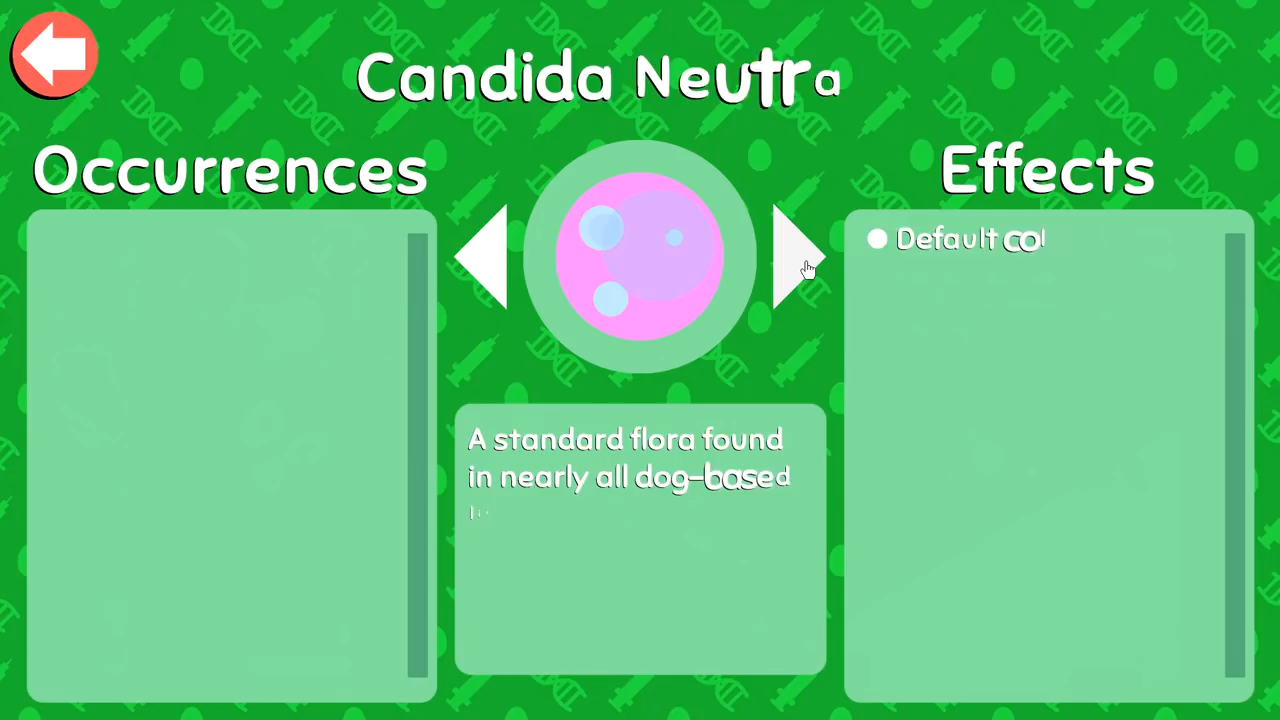 Candida Neutra
Occurrences
Effects
Default col
A standard flora found
in nearly all dog-based